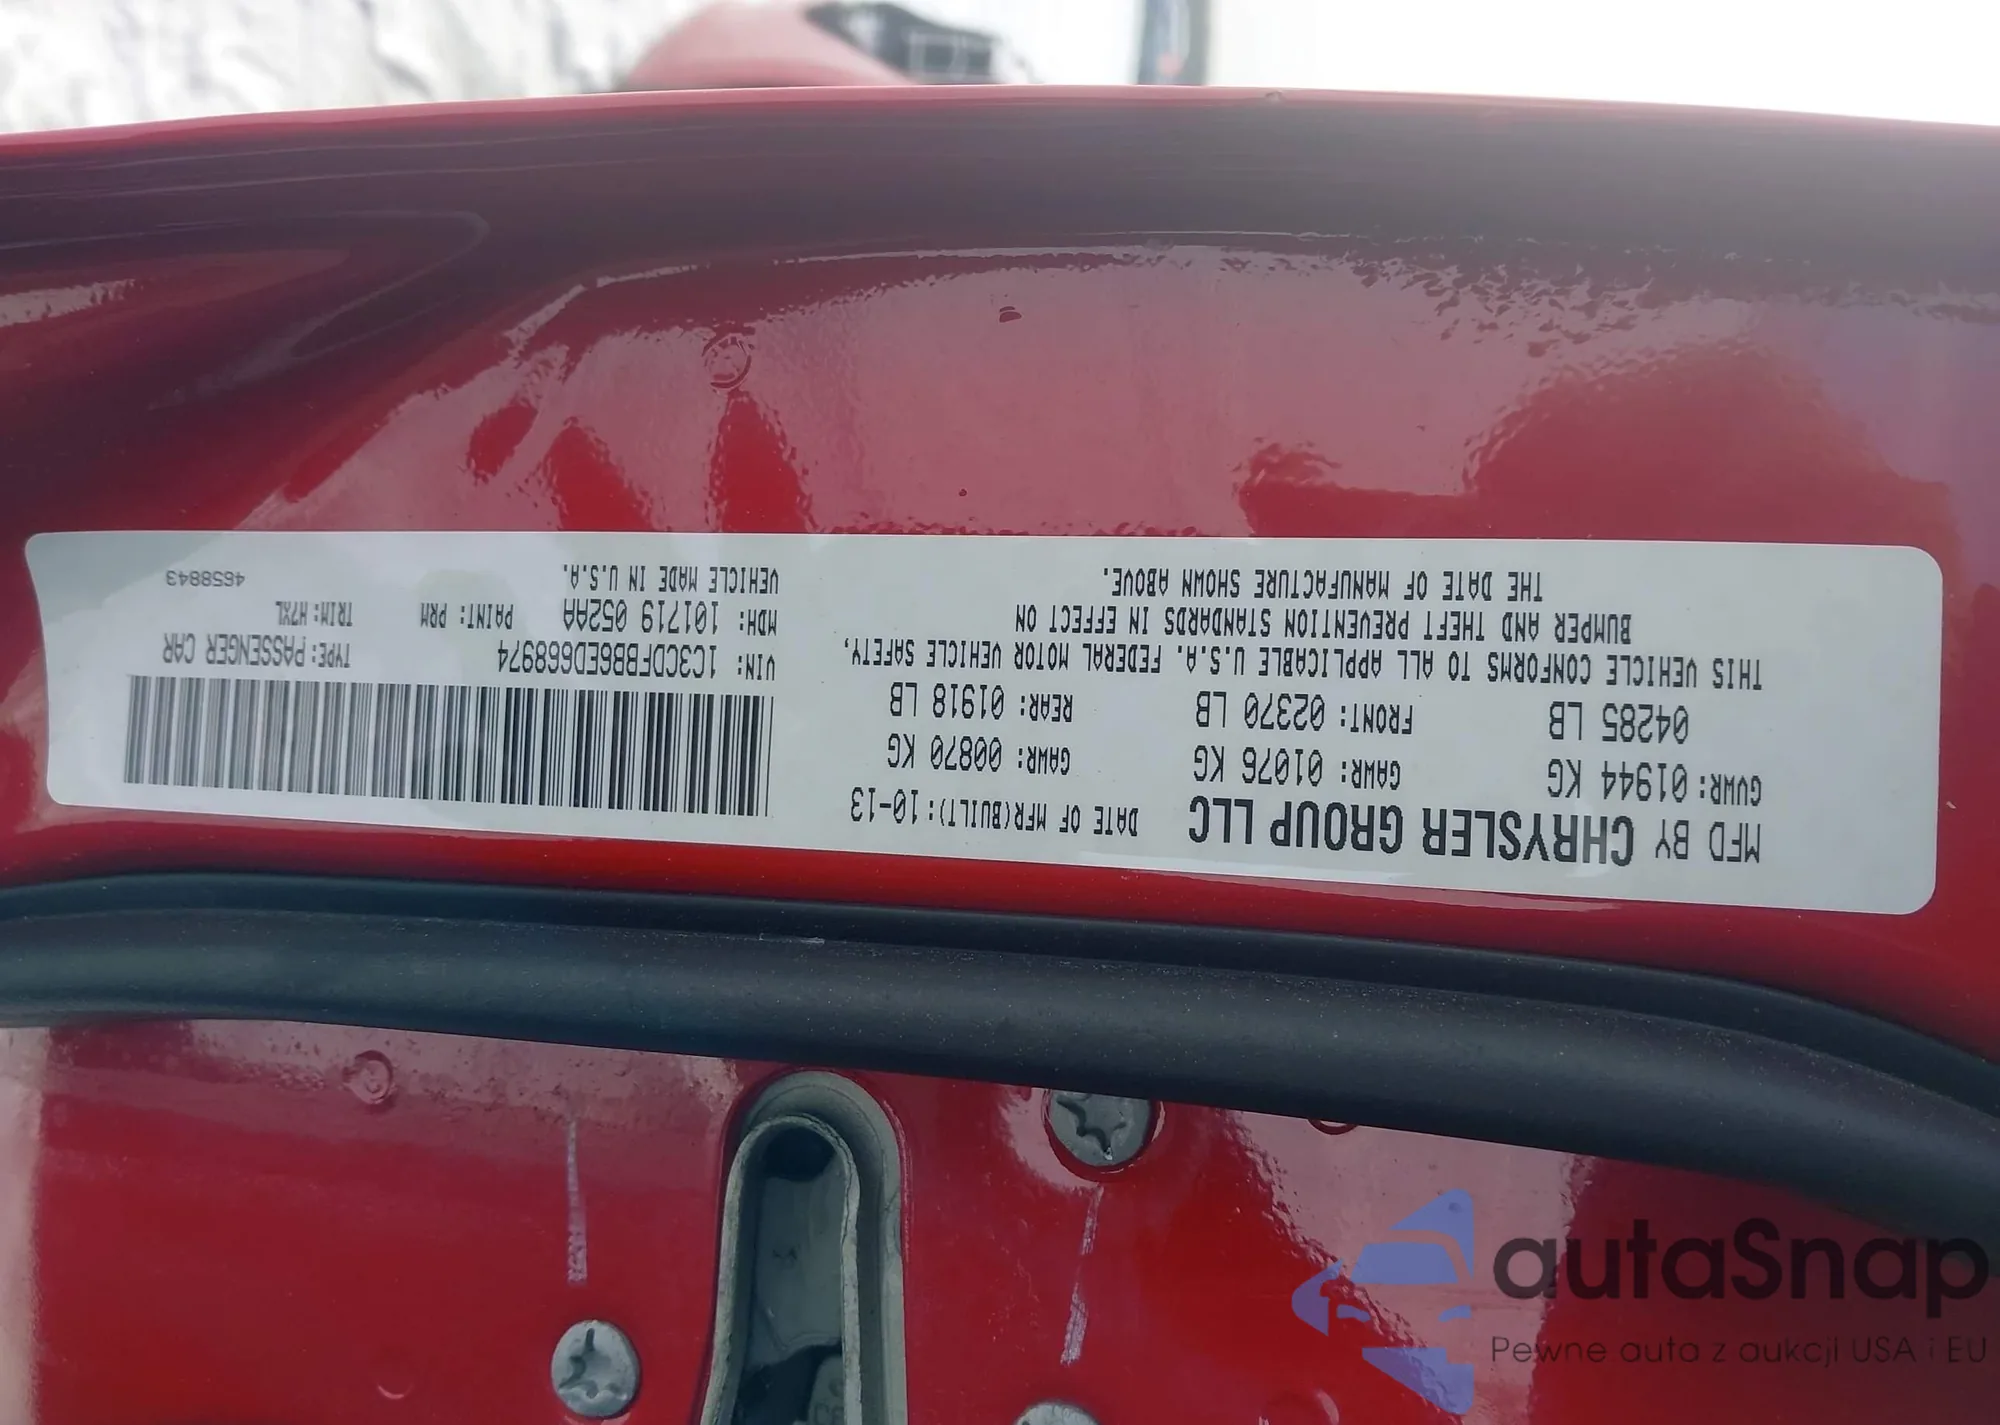 MFD BY CHRYSLER GROUP LLC
DATE OF MFR(BUILT):10-13
GVWR:01944 KG
GAWR: 01076 KG
GAWR: 00870 KG
04285 LB
FRONT: 02370 LB
REAR: 01918 LB
THIS VEHICLE CONFORMS TO ALL APPLICABLE U.S.A. FEDERAL MOTOR VEHICLE SAFETY,
BUMPER AND THEFT PREVENTION STANDARDS IN EFFECT ON
THE DATE OF MANUFACTURE SHOWN ABOVE.
VIN: 1C3CDFBB6ED668974
TYPE:PASSENGER CAR
MDH: 101719 052AA
PAINT: PRM
TRIM:H7XL
VEHICLE MADE IN U.S.A.
4658843
autaSnap
Pewne auta z aukcji USA i EU